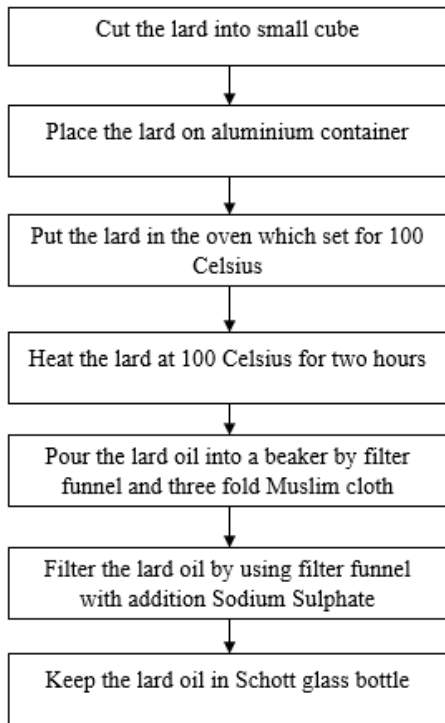 Cut the lard into small cube
Place the lard on aluminium container
Put the lard in the oven which set for 100
Celsius
Heat the lard at 100 Celsius for two hours
Pour the lard oil into a beaker by filter
funnel and three fold Muslim cloth
Filter the lard oil by using filter funnel
with addition Sodium Sulphate
Keep the lard oil in Schott glass bottle